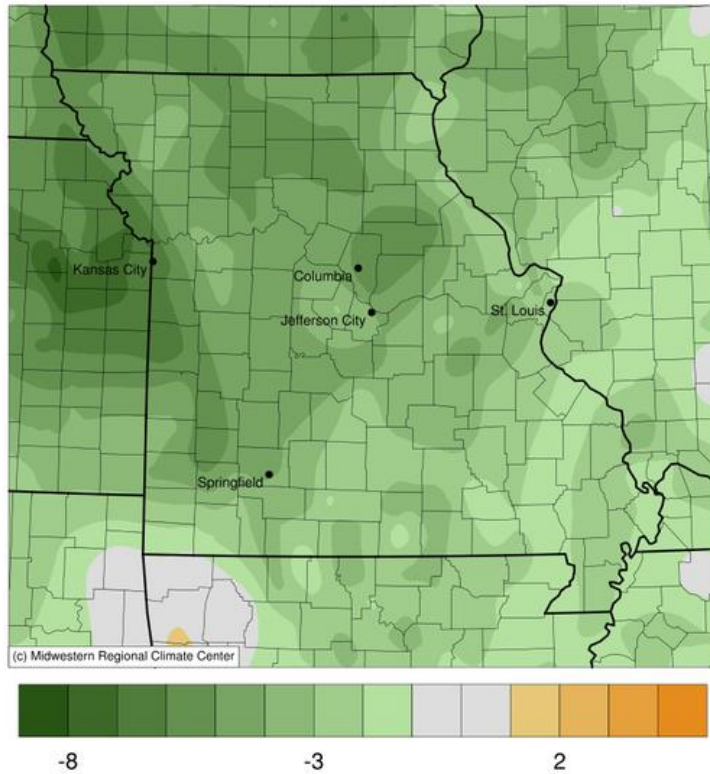 Kansas City
Columbia
Jefferson City
St. Louis
Springfield
(c) Midwestern Regional Climate Center
-8 -3 2